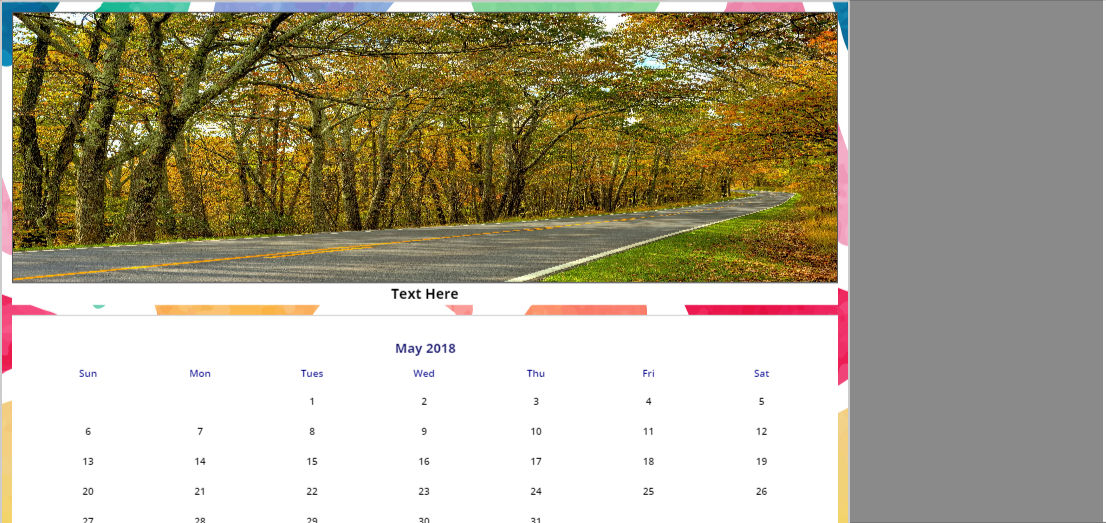 Text Here
May 2018
Sun Mon Tues Wed Thu Fri Sat
1 2 3 4 5
6 7 8 9 10 11 12
13 14 15 16 17 18 19
20 21 22 23 24 25 26
27 28 29 30 31